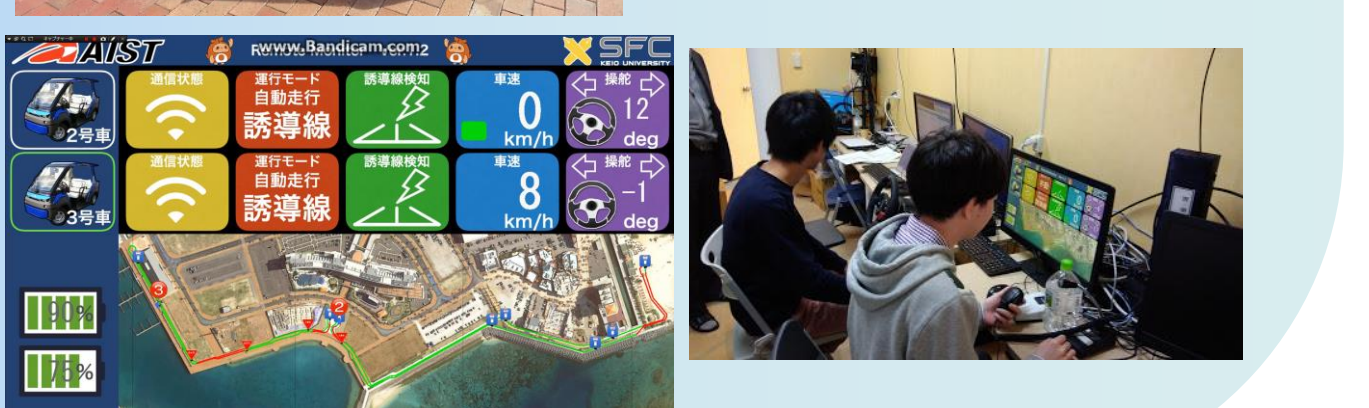 AIST
www.Bandicam.com
SFC
KEIO UNIVERSITY
2号車
通信状態
運行モード
自動走行
誘導線
誘導線検知
車速
0
km/h
操舵
12
deg
3号車
通信状態
運行モード
自動走行
誘導線
誘導線検知
車速
8
km/h
操舵
-1
deg
3
2
90%
75%